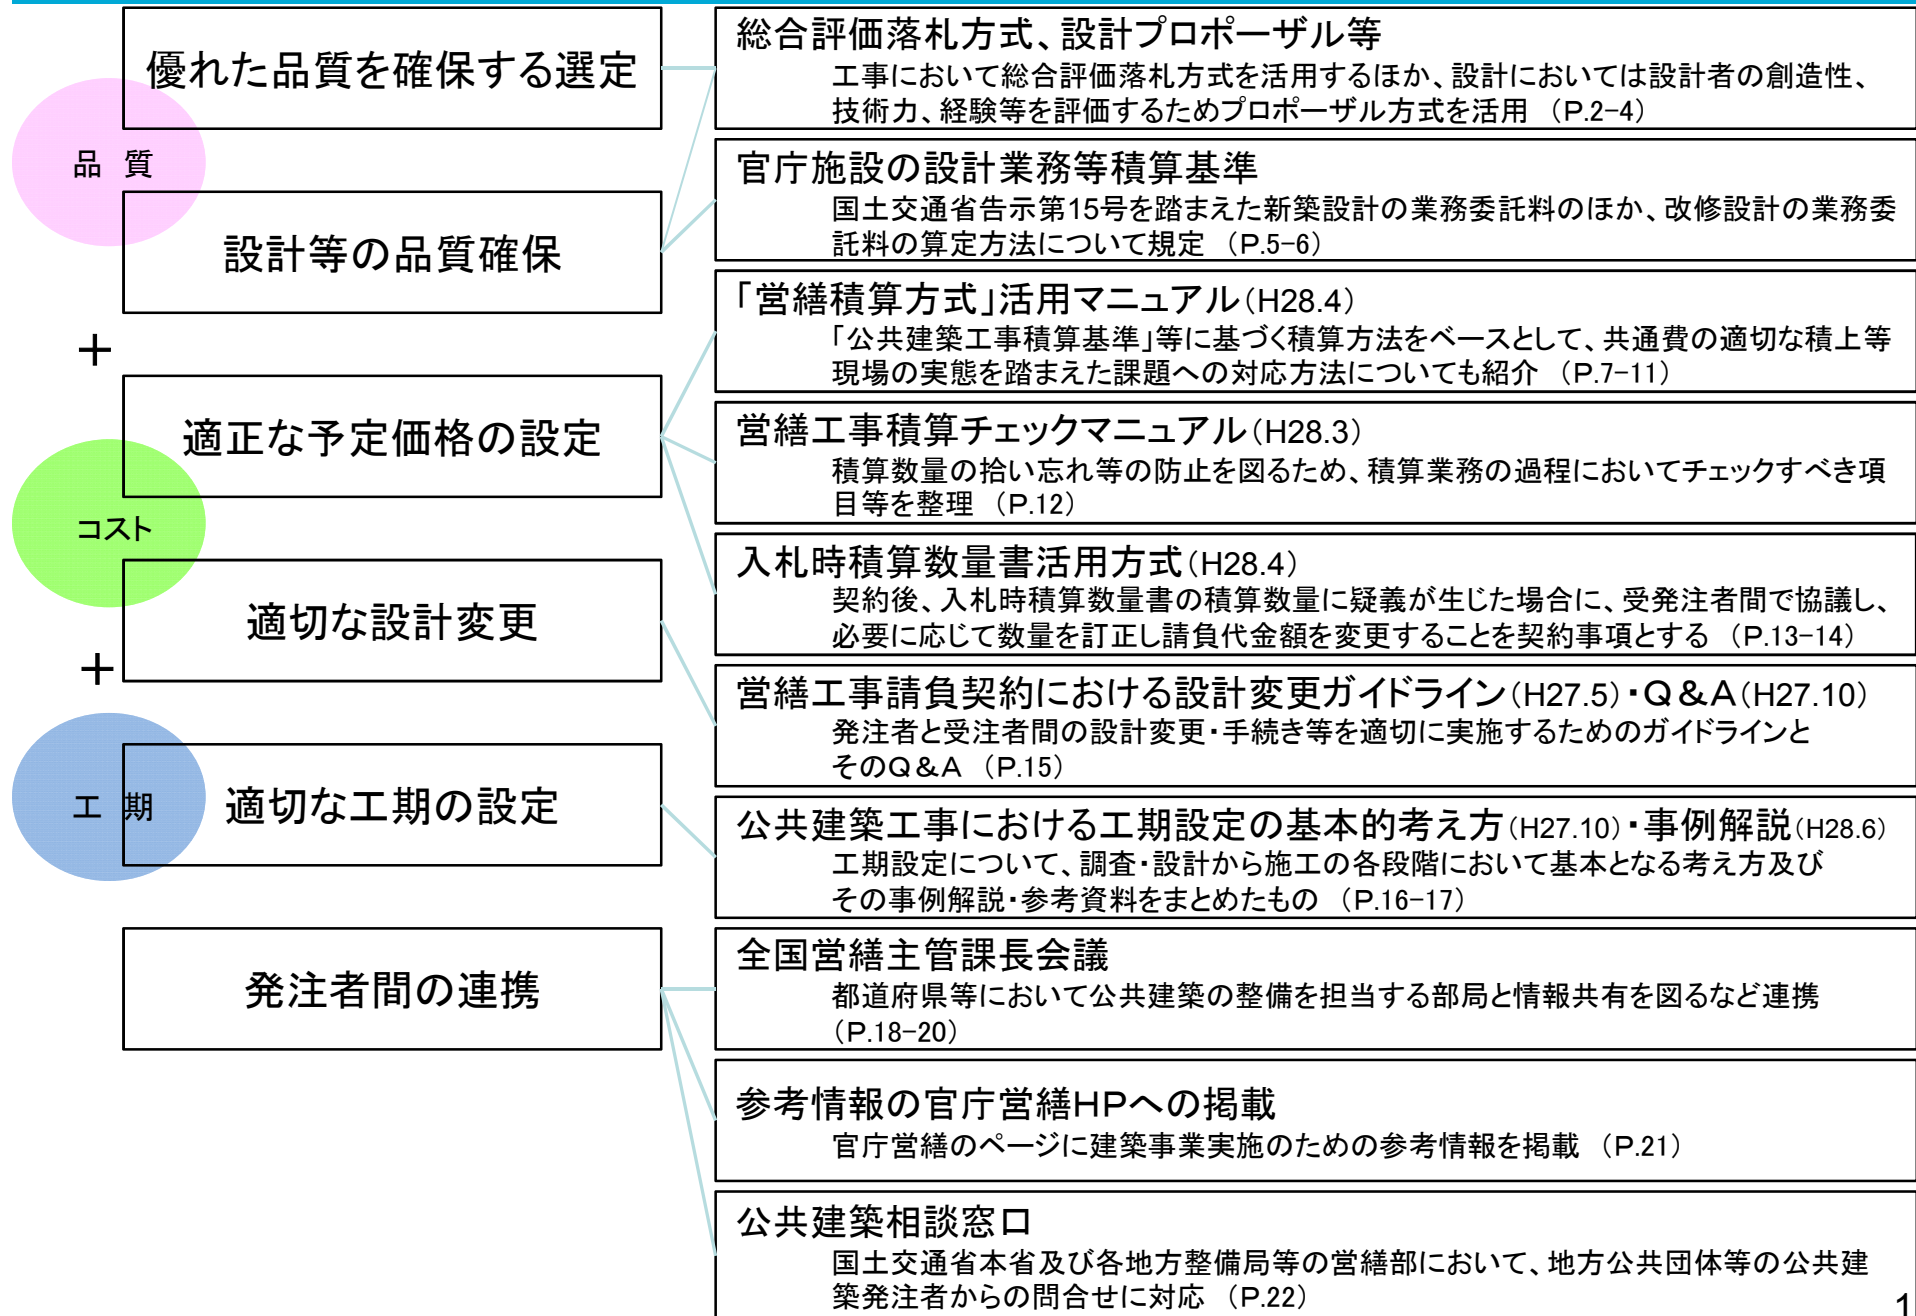 優れた品質を確保する選定
総合評価落札方式、設計プロポーザル等
工事において総合評価落札方式を活用するほか、設計においては設計者の創造性、
技術力、経験等を評価するためプロポーザル方式を活用 （P.2-4）
品 質
設計等の品質確保
官庁施設の設計業務等積算基準
国土交通省告示第15号を踏まえた新築設計の業務委託料のほか、改修設計の業務委
託料の算定方法について規定 （P.5-6）
＋
適正な予定価格の設定
「営繕積算方式」活用マニュアル（H28.4）
「公共建築工事積算基準」等に基づく積算方法をベースとして、共通費の適切な積上等
現場の実態を踏まえた課題への対応方法についても紹介 （P.7-11）
営繕工事積算チェックマニュアル（H28.3）
積算数量の拾い忘れ等の防止を図るため、積算業務の過程においてチェックすべき項
目等を整理 （P.12）
コスト
適切な設計変更
入札時積算数量書活用方式（H28.4）
契約後、入札時積算数量書の積算数量に疑義が生じた場合に、受発注者間で協議し、
必要に応じて数量を訂正し請負代金額を変更することを契約事項とする （P.13-14）
＋
営繕工事請負契約における設計変更ガイドライン（H27.5）・Ｑ＆Ａ（H27.10）
発注者と受注者間の設計変更・手続き等を適切に実施するためのガイドラインと
そのＱ＆Ａ （P.15）
工 期
適切な工期の設定
公共建築工事における工期設定の基本的考え方（H27.10）・事例解説（H28.6）
工期設定について、調査・設計から施工の各段階において基本となる考え方及び
その事例解説・参考資料をまとめたもの （P.16-17）
発注者間の連携
全国営繕主管課長会議
都道府県等において公共建築の整備を担当する部局と情報共有を図るなど連携
（P.18-20）
参考情報の官庁営繕HPへの掲載
官庁営繕のページに建築事業実施のための参考情報を掲載 （P.21）
公共建築相談窓口
国土交通省本省及び各地方整備局等の営繕部において、地方公共団体等の公共建
築発注者からの問合せに対応 （P.22）
1